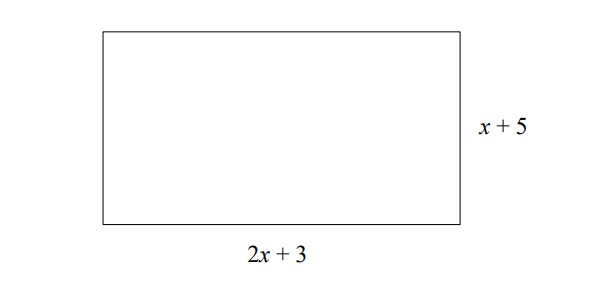 x + 5
2x + 3